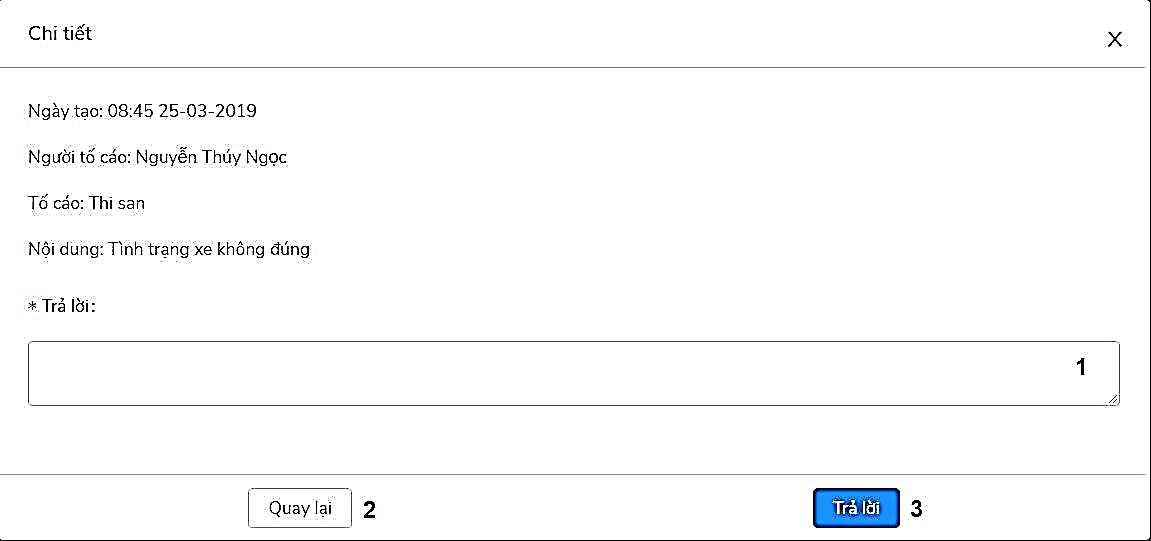 Chi tiết
X
Ngày tạo: 08:45 25-03-2019
Người tố cáo: Nguyễn Thúy Ngọc
Tố cáo: Thi san
Nội dung: Tình trạng xe không đúng
* Trả lời:
1
Quay lại 2 Trả lời 3